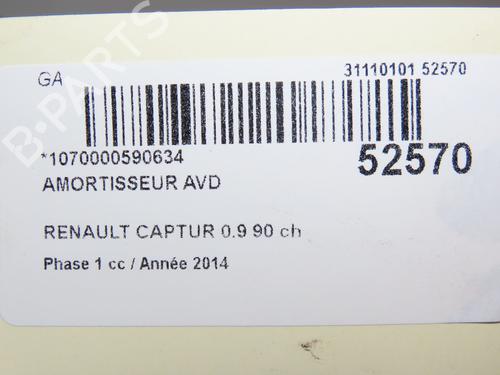 B-PARTS
GA 31110101 52570
*1070000590634 52570
AMORTISSEUR AVD
RENAULT CAPTUR 0.9 90 ch
Phase 1 cc / Année 2014